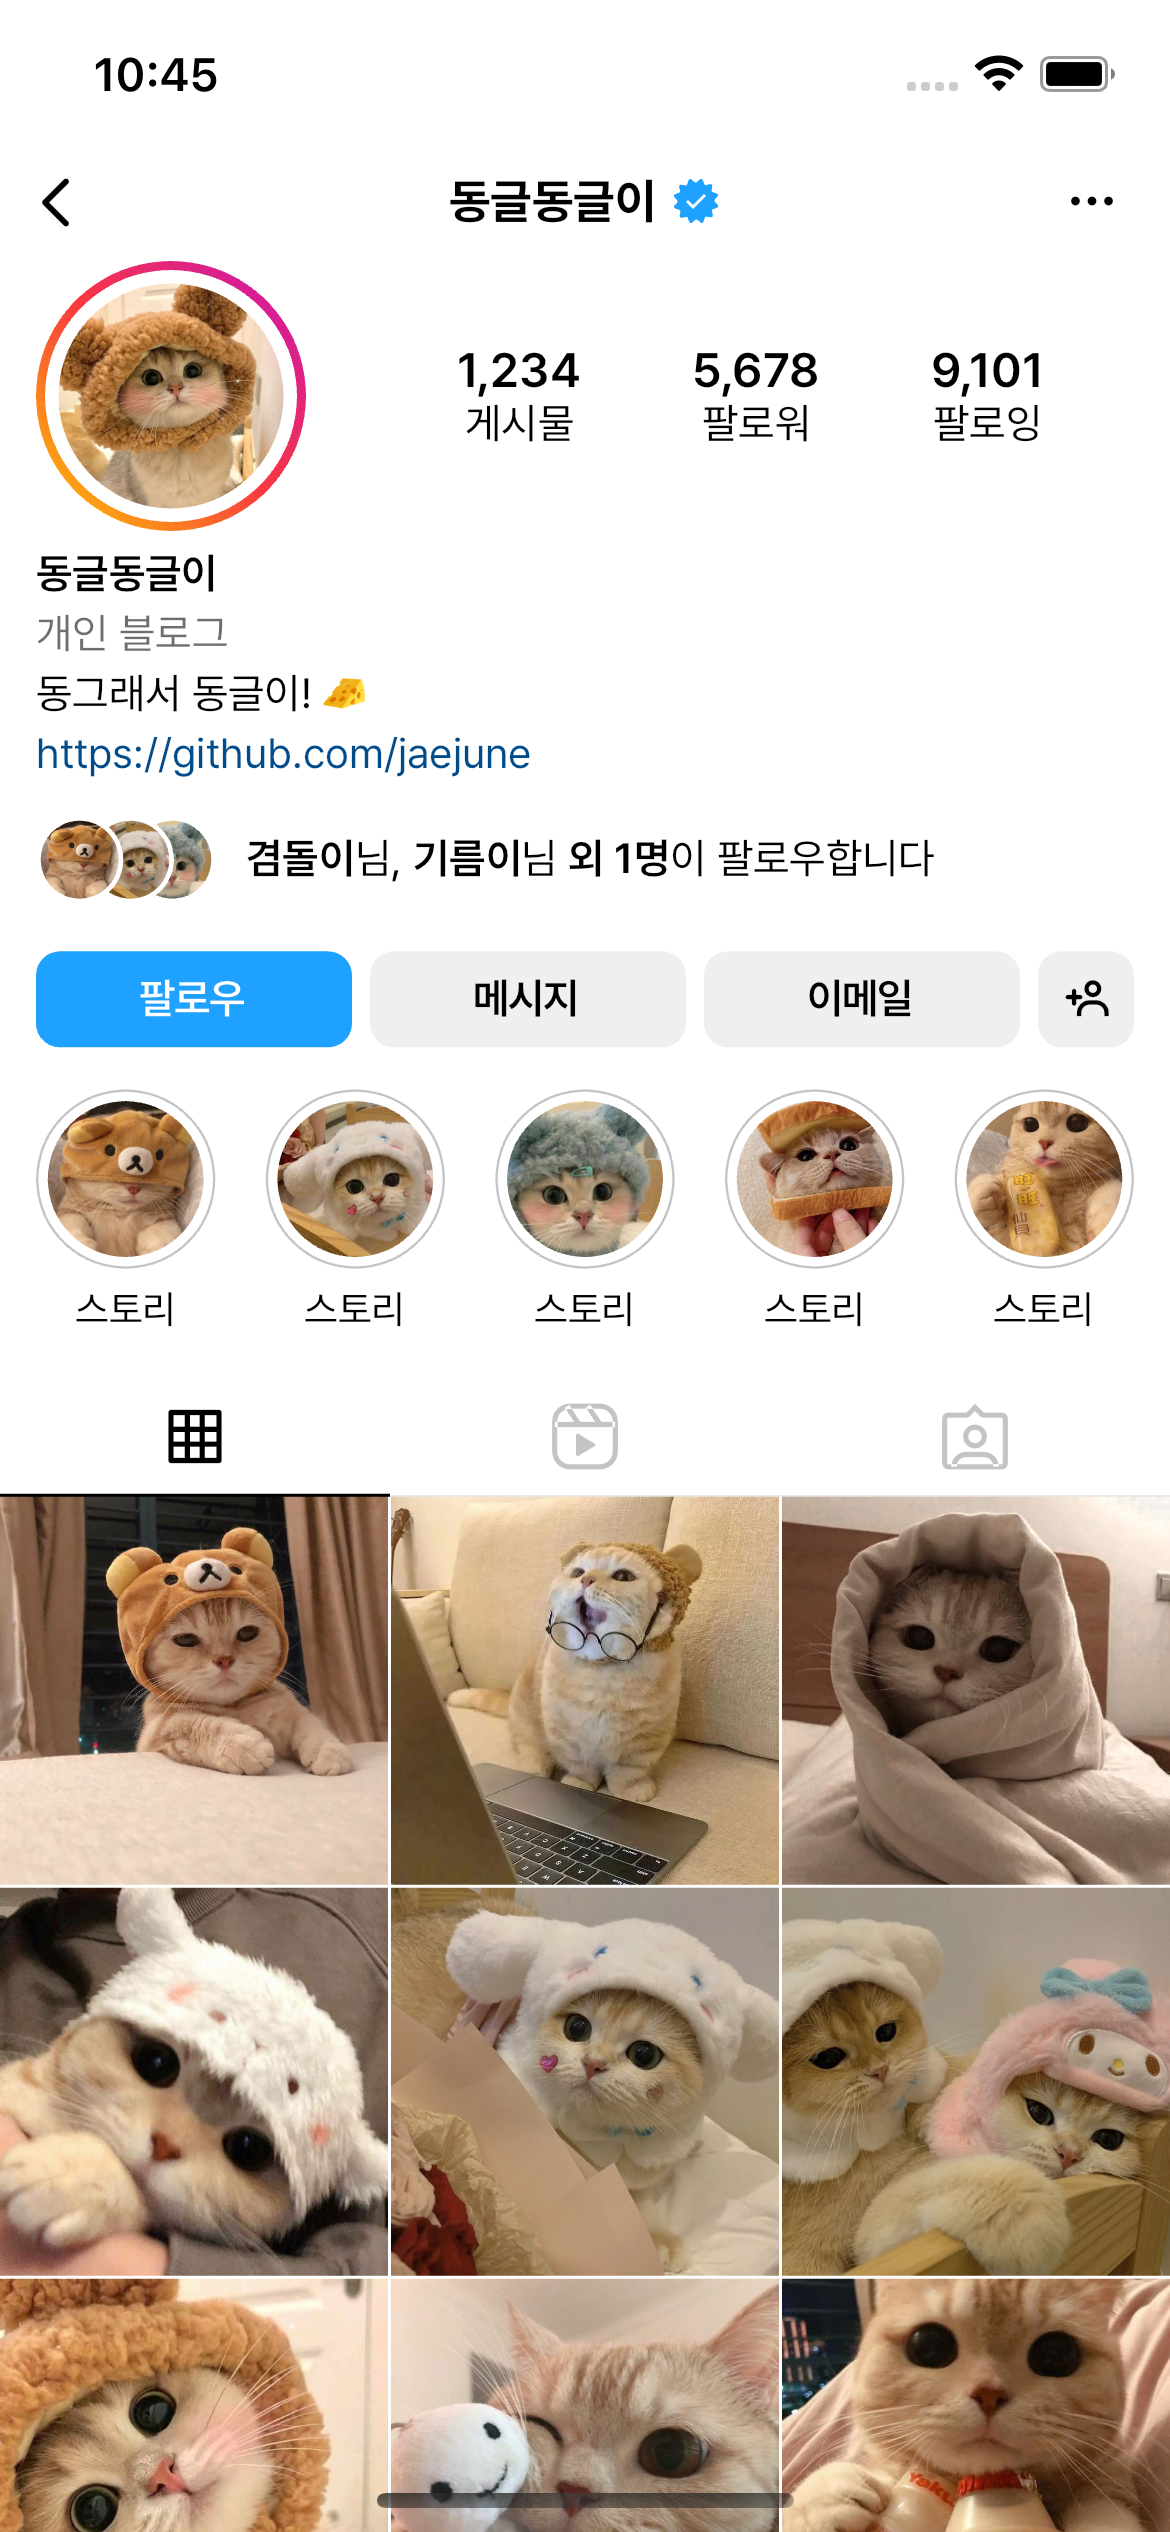 10:45
동글동글이
1,234 5,678 9,101
게시물 팔로워 팔로잉
동글동글이
개인 블로그
동그래서 동글이! 🧀
https://github.com/jaejune
겸돌이님, 기름이님 외 1명이 팔로우합니다
팔로우 메시지 이메일
旺旺
스토리 스토리 스토리 스토리 스토리